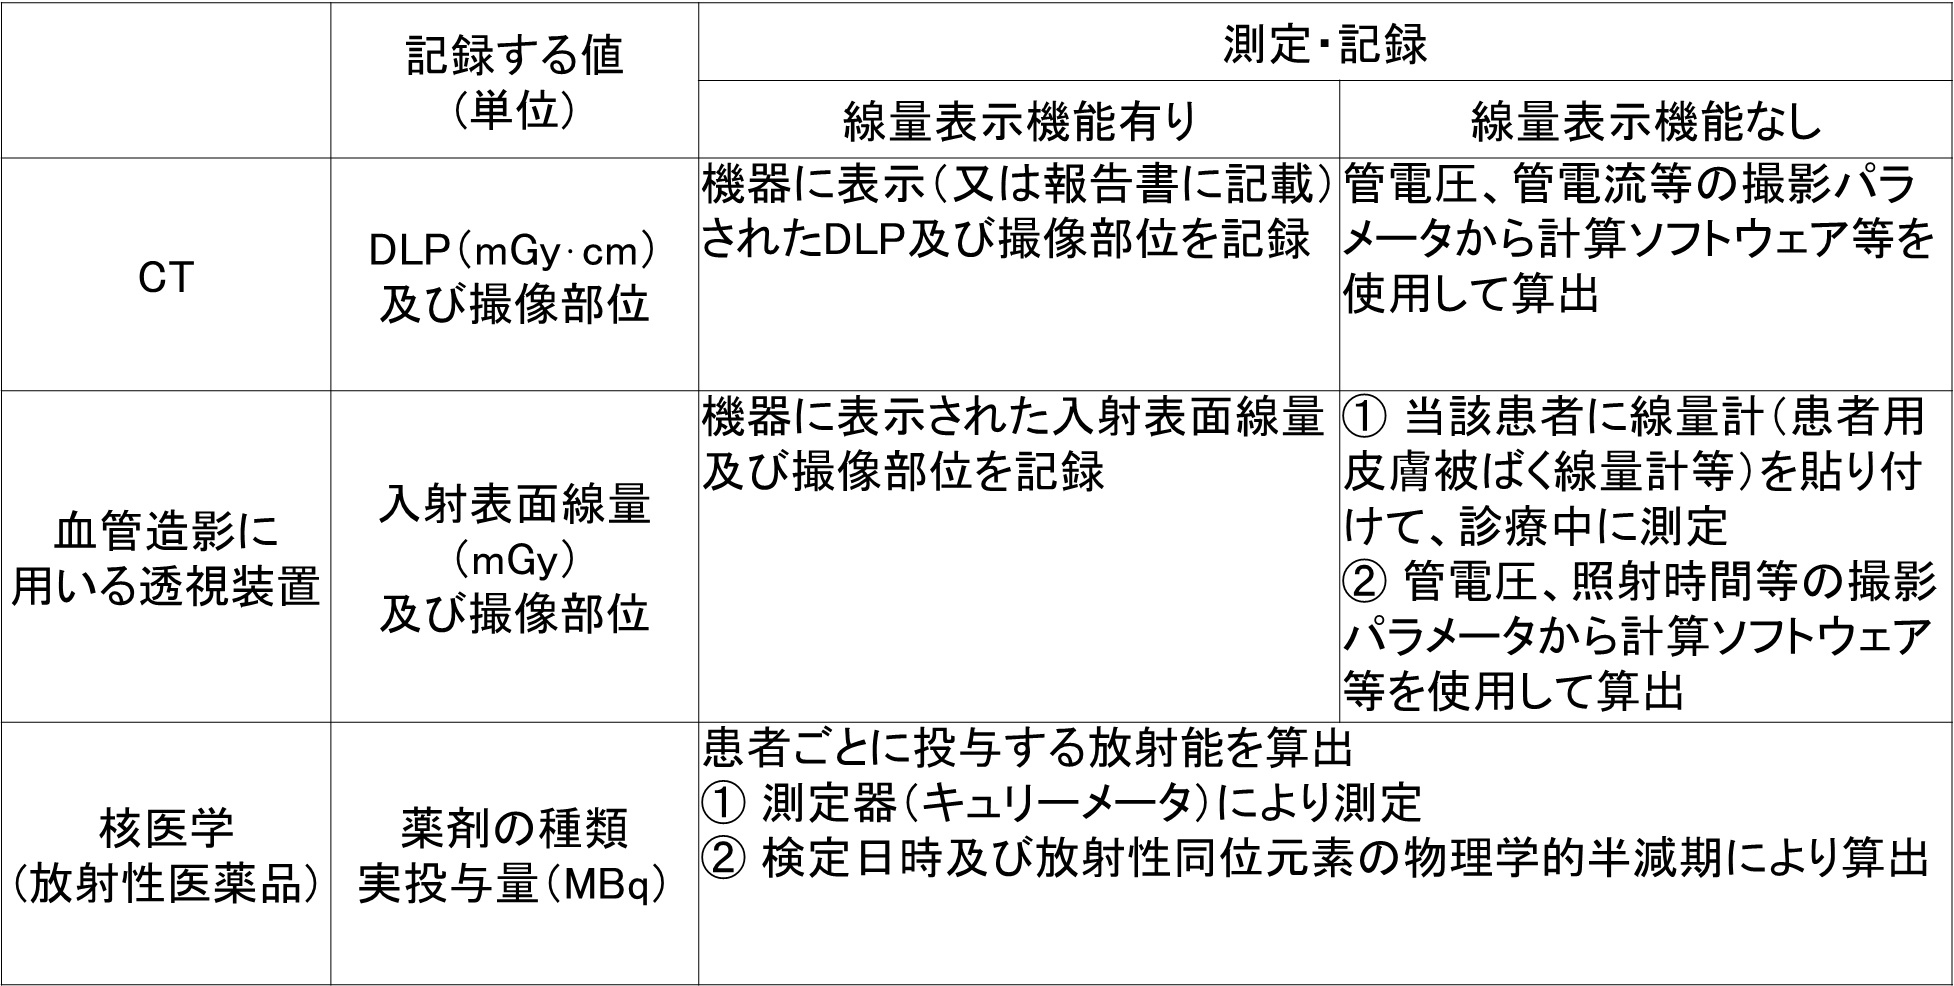 記録する値
(単位)
測定・記録
線量表示機能有り
線量表示機能なし
CT
DLP(mGy・cm)
及び撮像部位
機器に表示(又は報告書に記載)
されたDLP及び撮像部位を記録
管電圧、管電流等の撮影パラ
メータから計算ソフトウェア等を
使用して算出
血管造影に
用いる透視装置
入射表面線量
(mGy)
及び撮像部位
機器に表示された入射表面線量
及び撮像部位を記録
① 当該患者に線量計(患者用
皮膚被ばく線量計等)を貼り付
けて、診療中に測定
② 管電圧、照射時間等の撮影
パラメータから計算ソフトウェア
等を使用して算出
核医学
(放射性医薬品)
薬剤の種類
実投与量(MBq)
患者ごとに投与する放射能を算出
① 測定器(キュリーメータ)により測定
② 検定日時及び放射性同位元素の物理学的半減期により算出